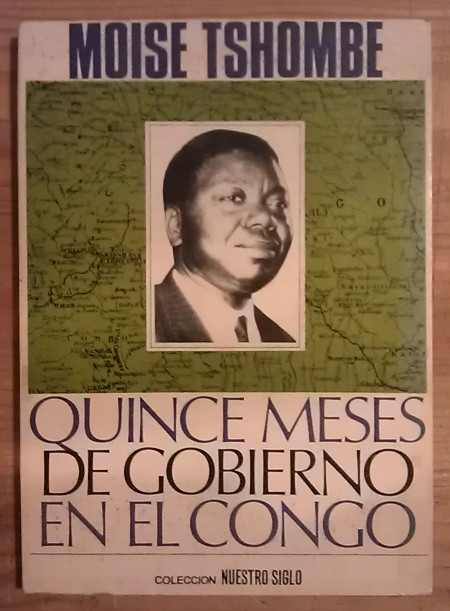 MOISE TSHOMBE
QUINCE MESES
DE GOBIERNO
EN EL CONGO
COLECCION NUESTRO SIGLO